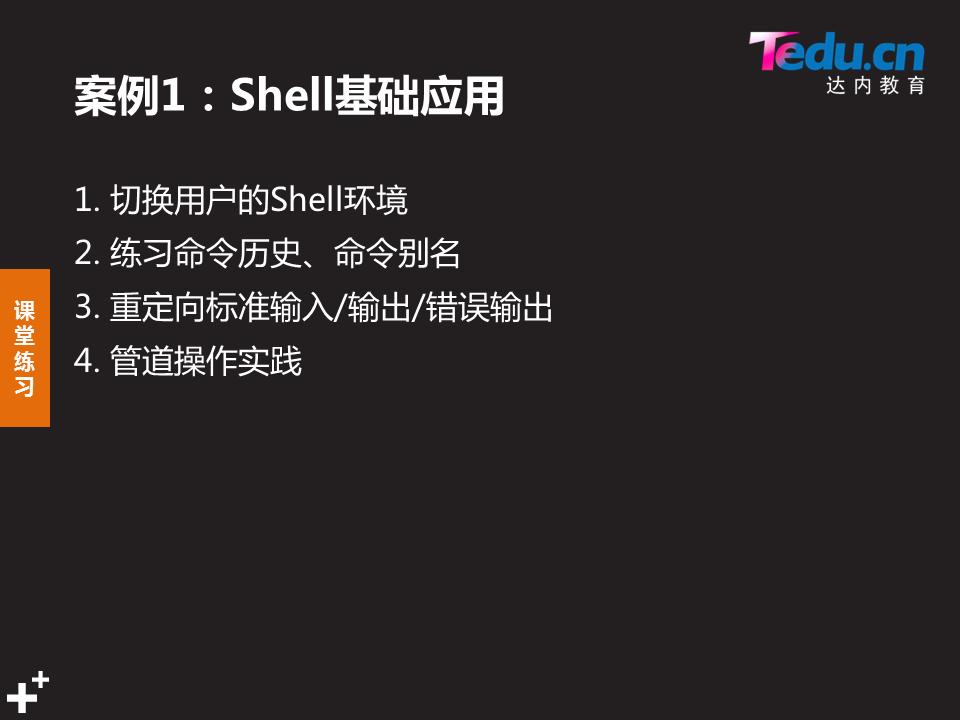 Tedu.cn
达内教育
案例1：Shell基础应用
1. 切换用户的Shell环境
2. 练习命令历史、命令别名
3. 重定向标准输入/输出/错误输出
4. 管道操作实践
课
堂
练
习